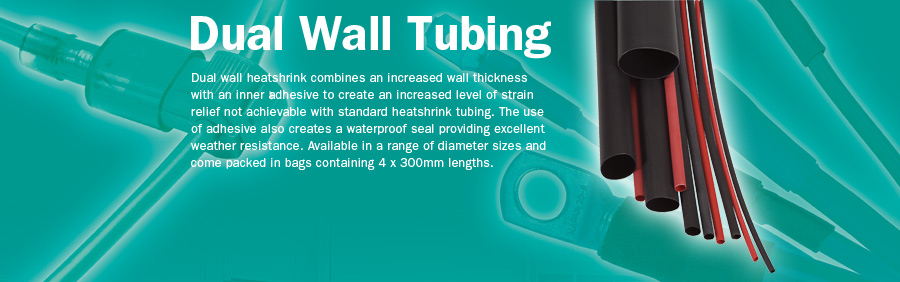 Dual Wall Tubing
Dual wall heatshrink combines an increased wall thickness
with an inner adhesive to create an increased level of strain
relief not achievable with standard heatshrink tubing. The use
of adhesive also creates a waterproof seal providing excellent
weather resistance. Available in a range of diameter sizes and
come packed in bags containing 4 x 300mm lengths.